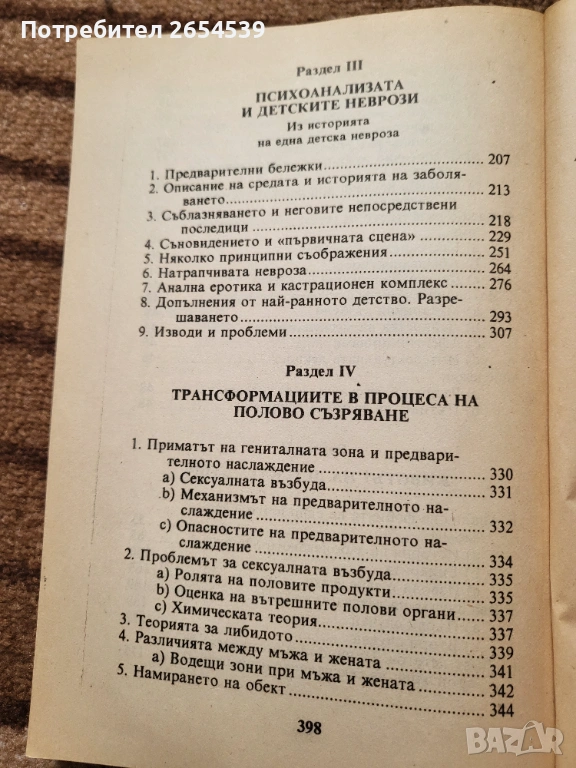 Потребител 2654539
Раздел III
ПСИХОАНАЛИЗАТА
И ДЕТСКИТЕ НЕВРОЗИ
Из историята
на една детска невроза
1. Предварителни бележки 207
2. Описание на средата и историята на заболя-
ването 213
3. Съблазняването и неговите непосредствени
последици 218
4. Съновидението и «първичната сцена» 229
5. Няколко принципни съображения 251
6. Натрапчивата невроза 264
7. Анална еротика и кастрационен комплекс 276
8. Допълнения от най-ранното детство. Разре-
шаването 293
9. Изводи и проблеми 307
Раздел IV
ТРАНСФОРМАЦИИТЕ В ПРОЦЕСА НА
ПОЛОВО СЪЗРЯВАНЕ
1. Приматът на гениталната зона и предвари-
телното наслаждение 330
a) Сексуалната възбуда 331
b) Механизмът на предварителното на-
слаждение 332
c) Опасностите на предварителното на-
слаждение 334
2. Проблемът за сексуалната възбуда 335
a) Ролята на половите продукти 335
b) Оценка на вътрешните полови органи 337
c) Химическата теория 337
3. Теорията за либидото 339
4. Различията между мъжа и жената 341
a) Водещи зони при мъжа и жената 342
5. Намирането на обект 344
398
BAZAR